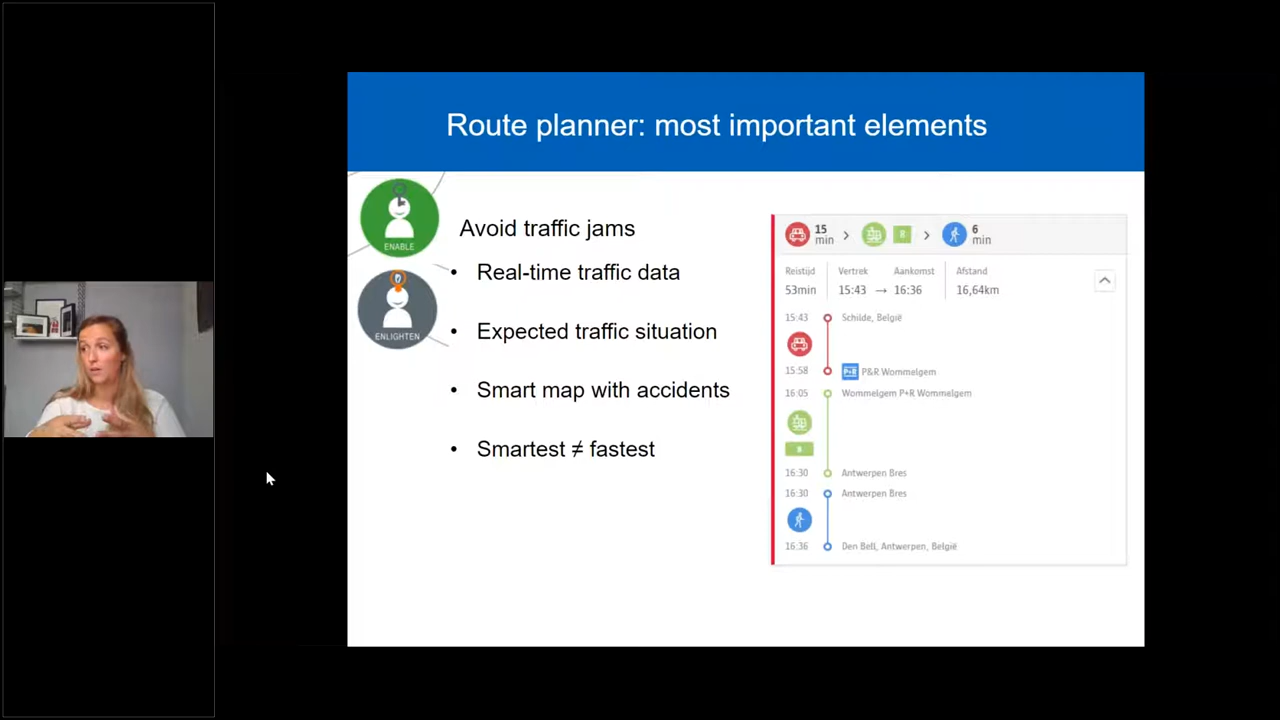 Route planner: most important elements
ENABLE
Avoid traffic jams
• Real-time traffic data
ENLIGHTEN
• Expected traffic situation
• Smart map with accidents
• Smartest ≠ fastest
15 min > 8 > 6 min
Reistijd Vertrek Aankomst Afstand
53min 15:43 → 16:36 16,64km
15:43 Schilde, België
15:58 P+R P&R Wommelgem
16:05 Wommelgem P+R Wommelgem
8
16:30 Antwerpen Bres
16:30 Antwerpen Bres
16:36 Den Bell, Antwerpen, België